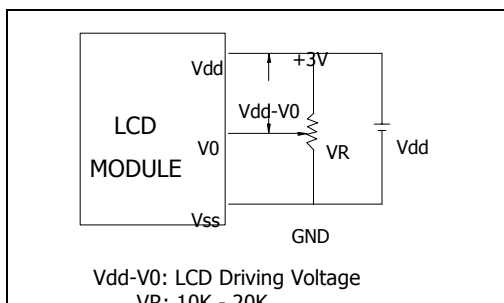 Vdd
+3V
Vdd-V0
LCD
MODULE
V0
VR
Vdd
Vss
GND
Vdd-V0: LCD Driving Voltage
VR: 10K - 20K